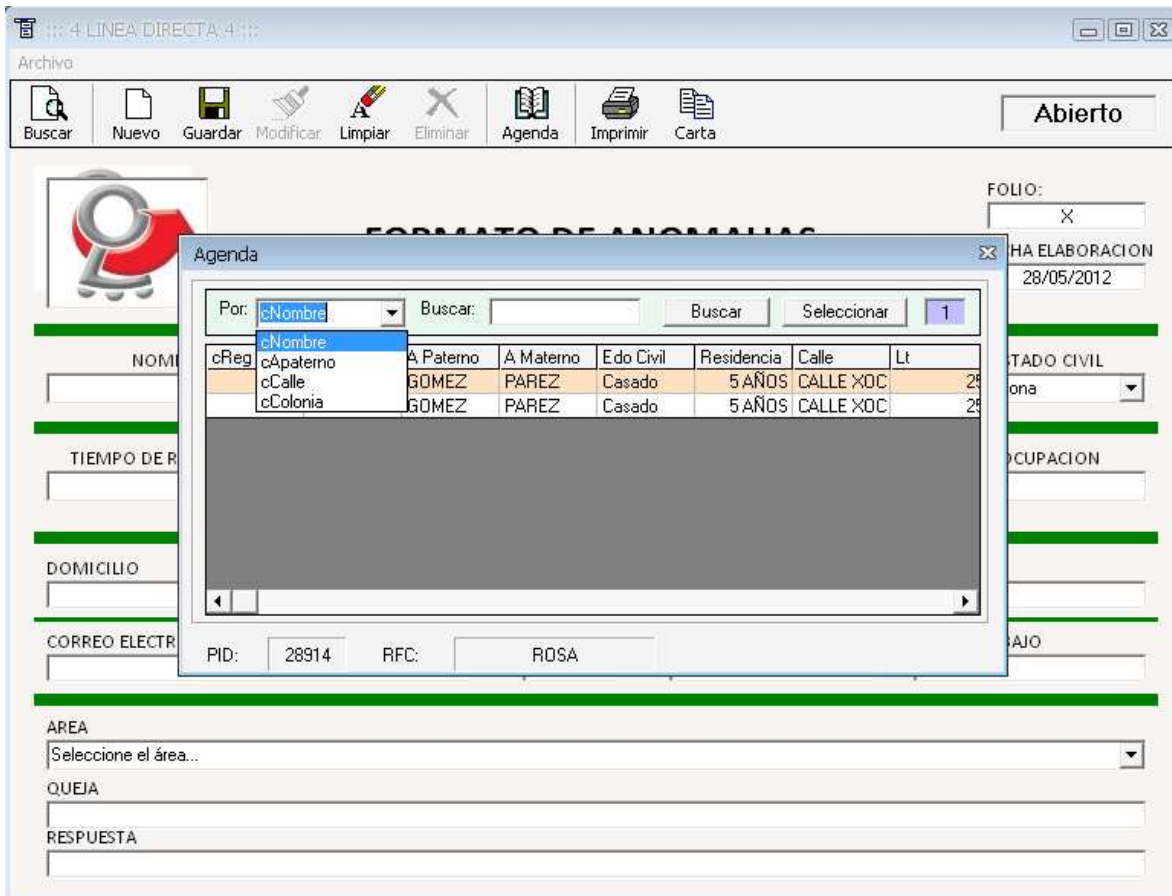 ::: 4 LINEA DIRECTA 4 :::
Archivo
Buscar Nuevo Guardar Modificar Limpiar Eliminar Agenda Imprimir Carta
Abierto
FOLIO:
X
FORMATO DE ANOMALIAS
HA ELABORACION
28/05/2012
Agenda
Por: cNombre Buscar: Buscar Seleccionar 1
cNombre
cApaterno
cCalle
cColonia
cReg A Paterno A Materno Edo Civil Residencia Calle Lt
GOMEZ PAREZ Casado 5 AÑOS CALLE XOC 25
GOMEZ PAREZ Casado 5 AÑOS CALLE XOC 25
PID: 28914 RFC: ROSA
NOM
STADO CIVIL
ona
TIEMPO DE R
OCUPACION
DOMICILIO
CORREO ELECTR
BAJO
AREA
Seleccione el área...
QUEJA
RESPUESTA